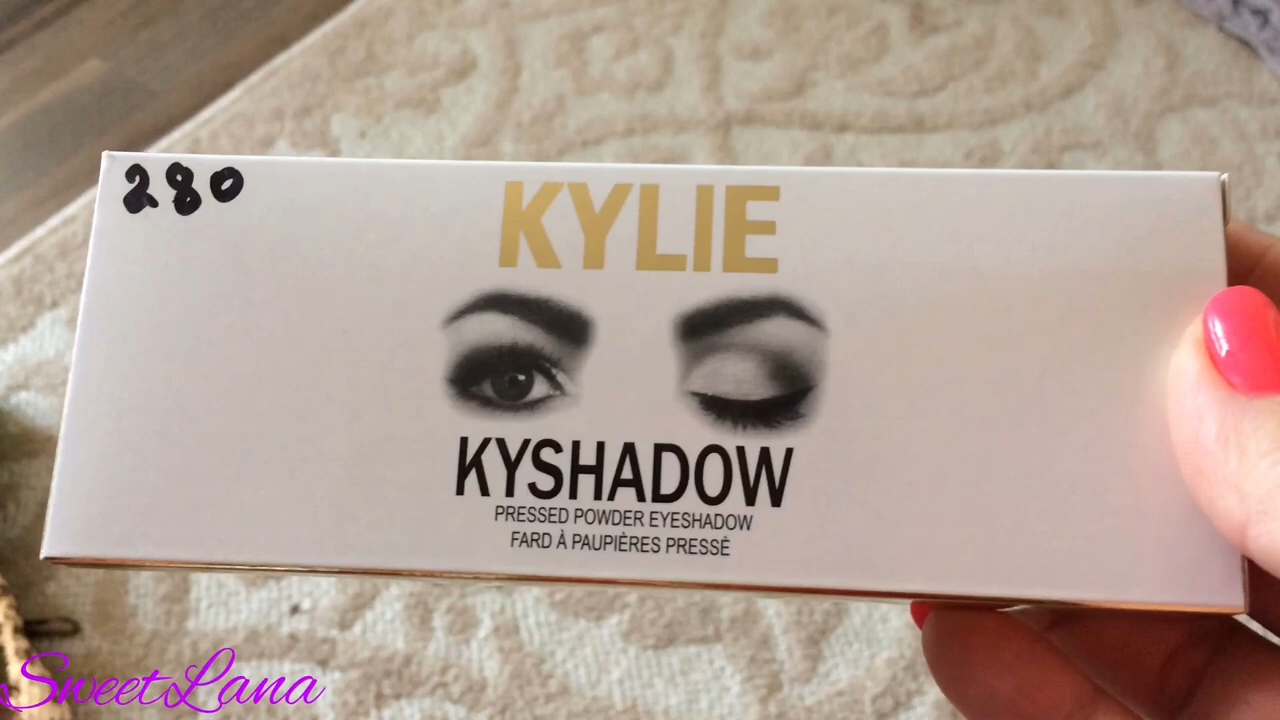 280
KYLIE
KYSHADOW
PRESSED POWDER EYESHADOW
FARD À PAUPIÈRES PRESSÈ
SweetLana